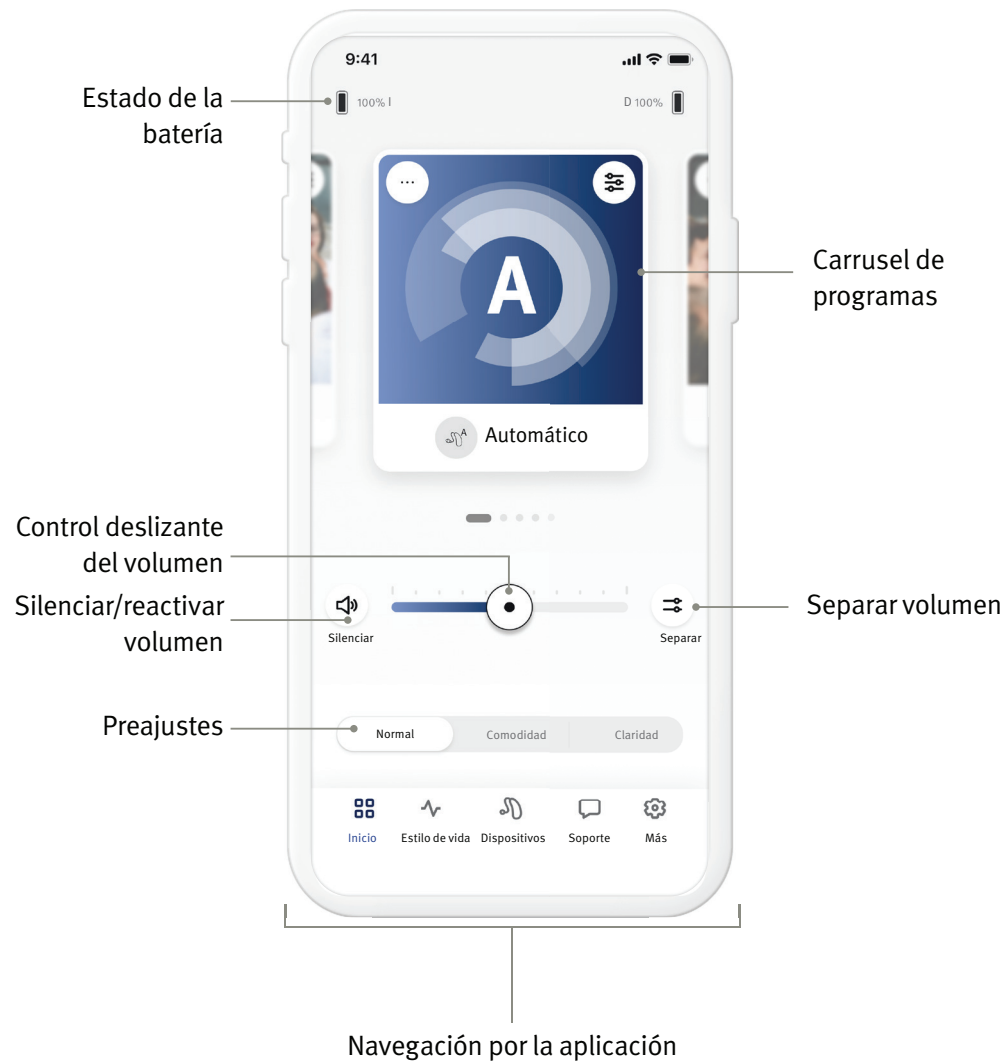 9:41
Estado de la
batería
100% I
D 100%
...
A
Carrusel de
programas
A
Automático
Control deslizante
del volumen
Silenciar/reactivar
volumen
Silenciar
Separar
Separar volumen
Preajustes
Normal
Comodidad
Claridad
Inicio
Estilo de vida
Dispositivos
Soporte
Más
Navegación por la aplicación